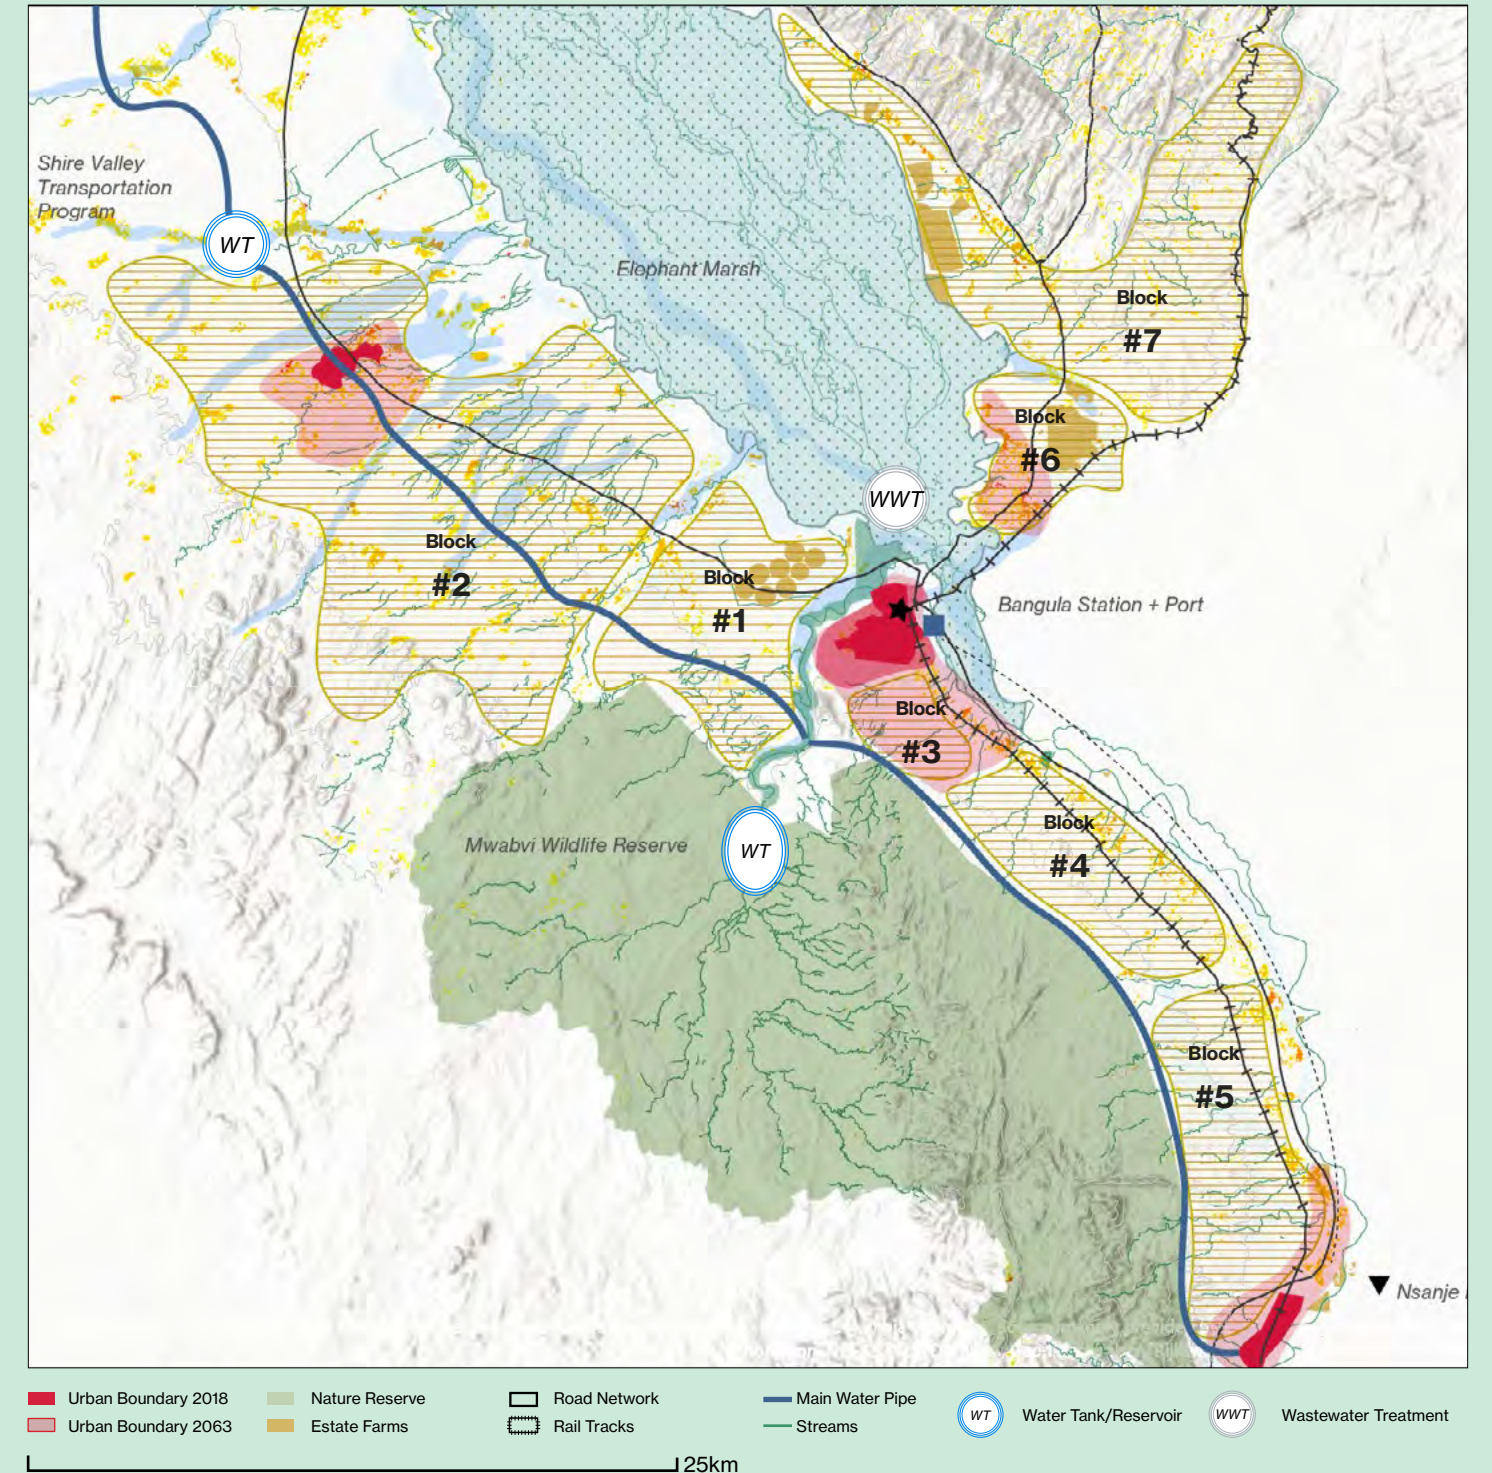 Shire Valley
Transportation
Program
WT
Elephant Marsh
Block
#7
Block
#6
WWT
Block
#2
Block
#1
Bangula Station + Port
Block
#3
Block
#4
Mwabvi Wildlife Reserve
WT
Block
#5
Nsanje
Urban Boundary 2018
Nature Reserve
Road Network
Main Water Pipe
WT
Water Tank/Reservoir
WWT
Wastewater Treatment
Urban Boundary 2063
Estate Farms
Rail Tracks
Streams
25km